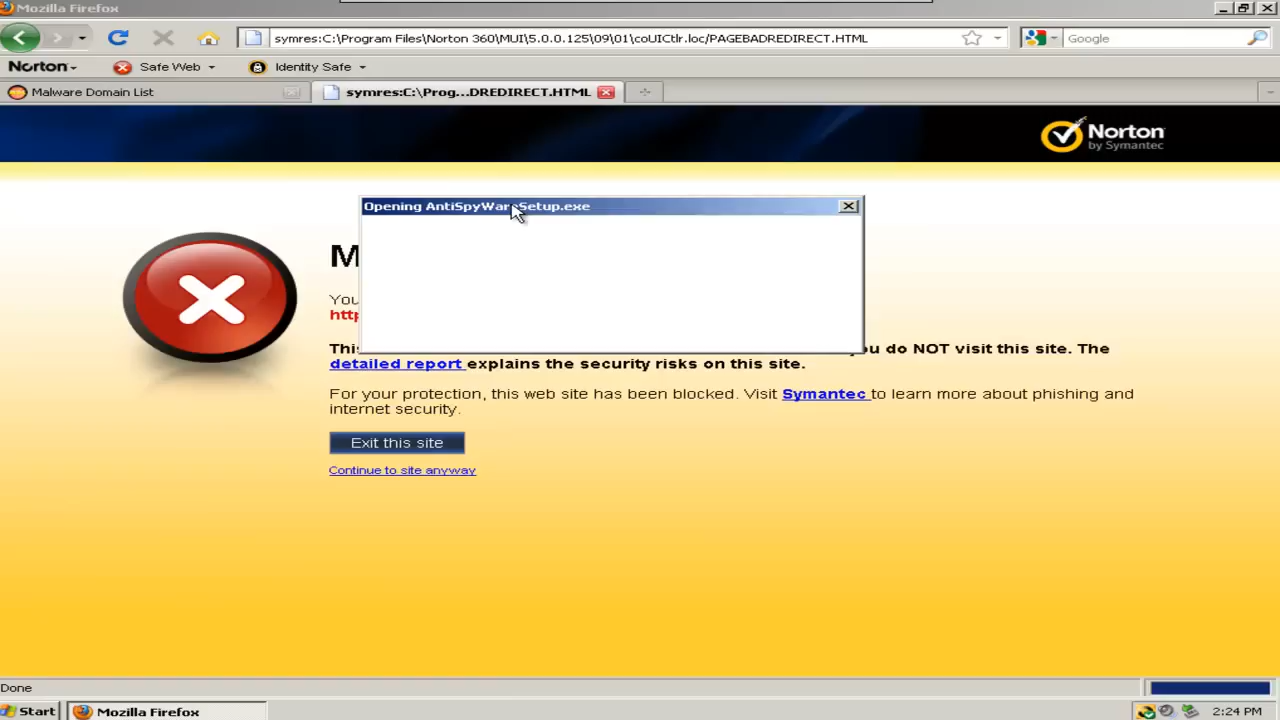 Mozilla Firefox
symres:C:\Program Files\Norton 360\MUI\5.0.0.125\09\01\coUICtlr.loc/PAGEBADREDIRECT.HTML
Google
Norton
Safe Web
Identity Safe
Malware Domain List
symres:C:\Prog...DREDIRECT.HTML
Norton
by Symantec
Opening AntiSpyWareSetup.exe
M
You
http
This
you do NOT visit this site. The
detailed report explains the security risks on this site.
For your protection, this web site has been blocked. Visit Symantec to learn more about phishing and
internet security.
Exit this site
Continue to site anyway
Done
Start
Mozilla Firefox
2:24 PM